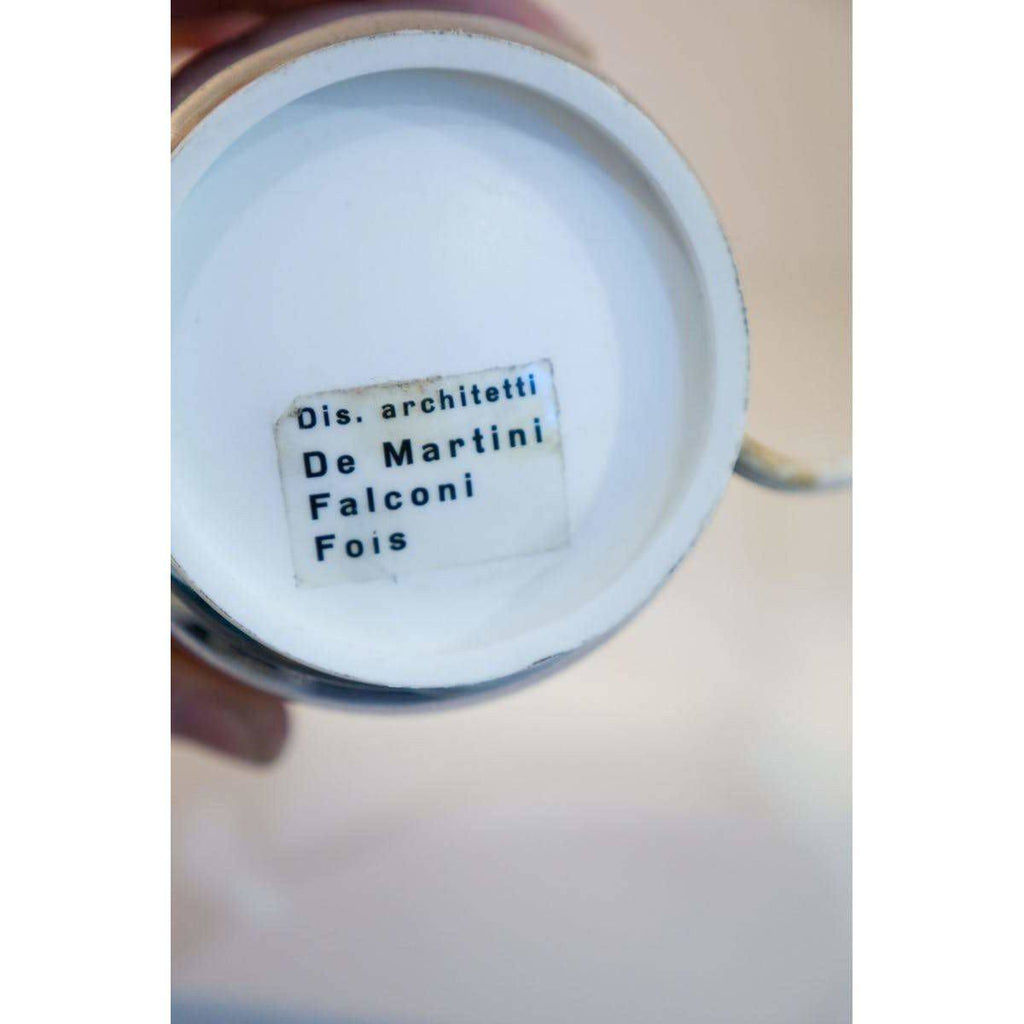 Dis. architetti
De Martini
Falconi
Fois